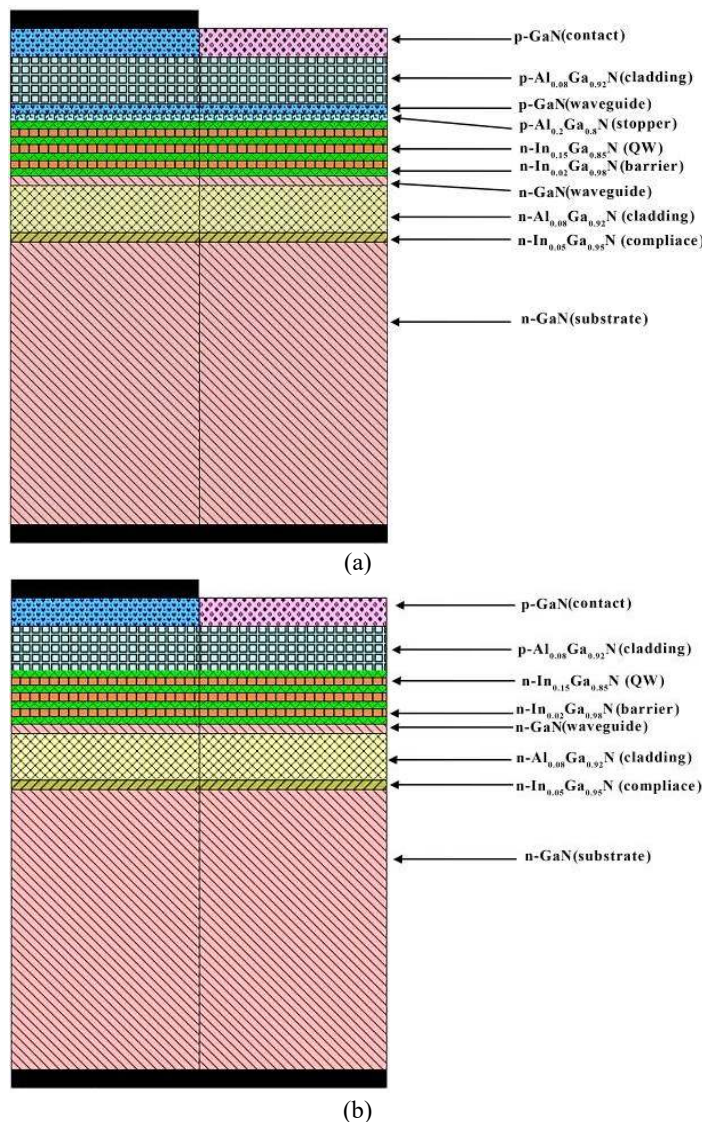 p-GaN(contact)
p-Al0.08Ga0.92N(cladding)
p-GaN(waveguide)
p-Al0.2Ga0.8N(stopper)
n-In0.15Ga0.85N (QW)
n-In0.02Ga0.98N(barrier)
n-GaN(waveguide)
n-Al0.08Ga0.92N (cladding)
n-In0.05Ga0.95N (compliace)
n-GaN(substrate)
(a)
p-GaN(contact)
p-Al0.08Ga0.92N(cladding)
n-In0.15Ga0.85N (QW)
n-In0.02Ga0.98N(barrier)
n-GaN(waveguide)
n-Al0.08Ga0.92N (cladding)
n-In0.05Ga0.95N (compliace)
n-GaN(substrate)
(b)